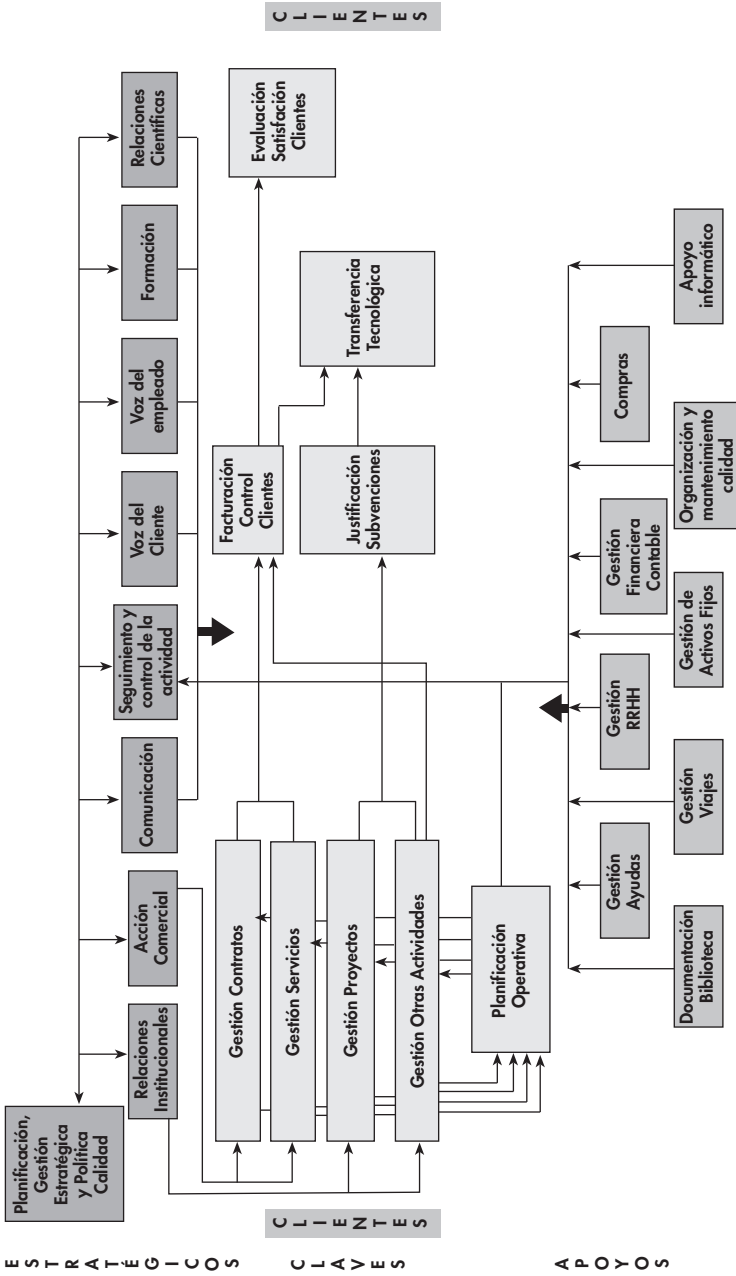 ESTRATÉGICOS
Planificación,
Gestión
Estratégica
y Política
Calidad
Relaciones
Institucionales
Acción
Comercial
Comunicación
Seguimiento y
control de la
actividad
Voz del
Cliente
Voz del
empleado
Formación
Relaciones
Científicas
CLAVES
CLIENTES
Gestión Contratos
Gestión Servicios
Gestión Proyectos
Gestión Otras Actividades
Planificación
Operativa
Facturación
Control
Clientes
Justificación
Subvenciones
Transferencia
Tecnológica
Evaluación
Satisfación
Clientes
CLIENTES
APOYOS
Documentación
Biblioteca
Gestión
Ayudas
Gestión
Viajes
Gestión
RRHH
Gestión de
Activos Fijos
Gestión
Financiera
Contable
Organización y
mantenimiento
calidad
Compras
Apoyo
informático